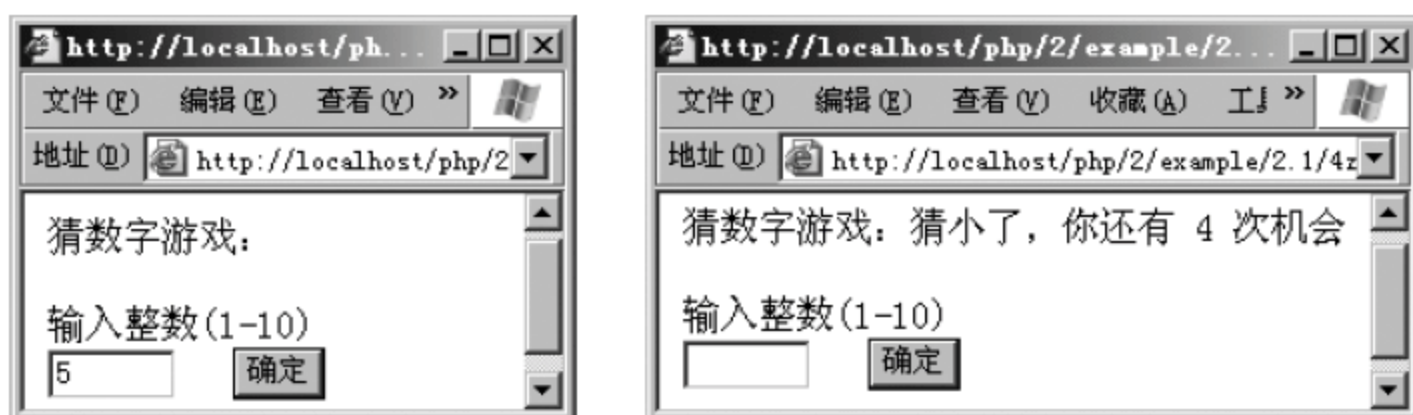 http://localhost/ph...
文件(F) 编辑(E) 查看(V) »
地址(D) http://localhost/php/2
猜数字游戏：
输入整数(1-10)
5 确定
http://localhost/php/2/example/2...
文件(F) 编辑(E) 查看(V) 收藏(A) »
地址(D) http://localhost/php/2/example/2.1/4z
猜数字游戏：猜小了，你还有 4 次机会
输入整数(1-10)
确定